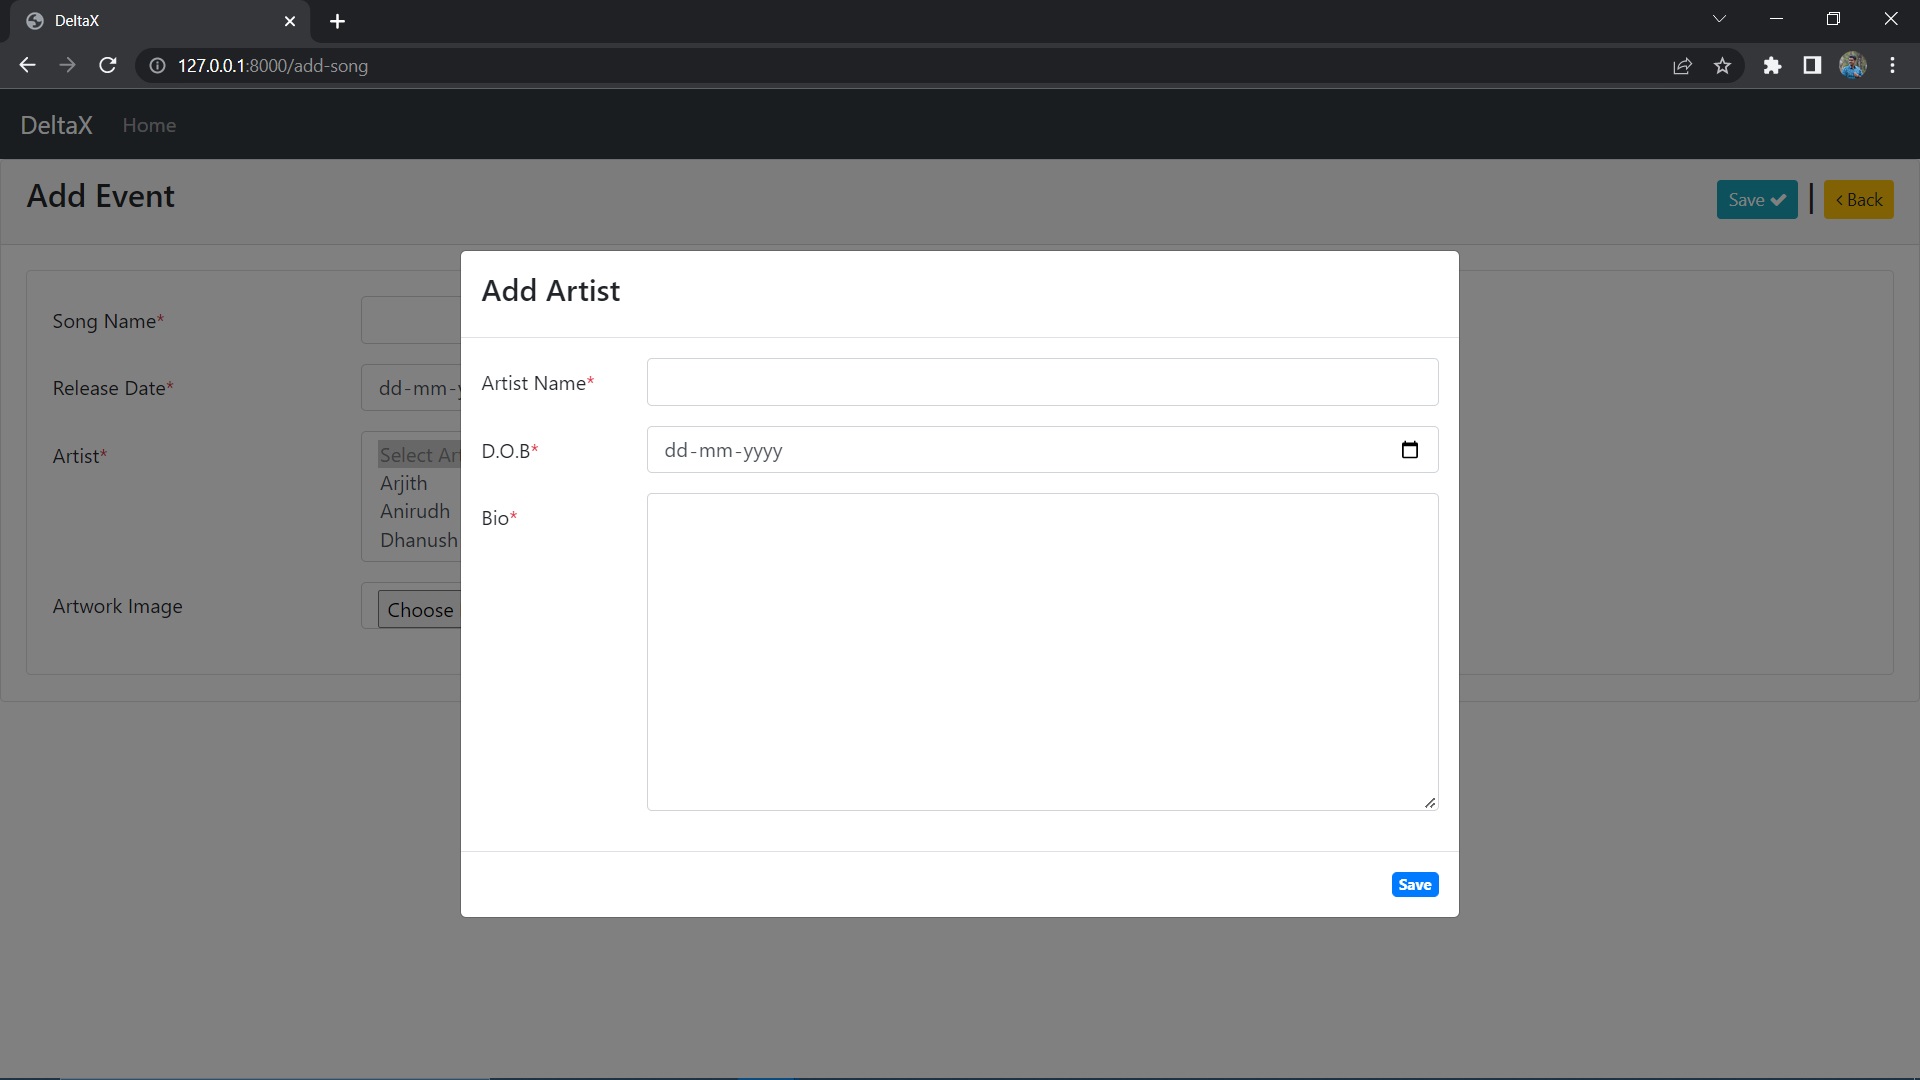 DeltaX
127.0.0.1:8000/add-song
DeltaX Home
Add Event
Save | < Back
Add Artist
Song Name*
Artist Name*
Release Date* dd-mm-y
D.O.B* dd-mm-yyyy
Artist* Select Art
Arjith
Anirudh
Dhanush
Bio*
Artwork Image Choose
Save